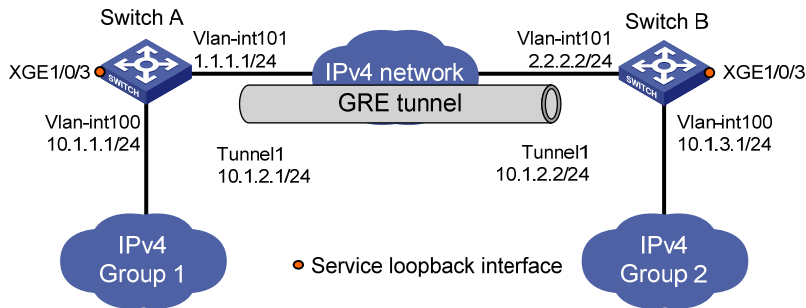 Switch A
Switch B
Vlan-int101
1.1.1.1/24
Vlan-int101
2.2.2.2/24
IPv4 network
XGE1/0/3
SWITCH
SWITCH
XGE1/0/3
GRE tunnel
Vlan-int100
10.1.1.1/24
Vlan-int100
10.1.3.1/24
Tunnel1
10.1.2.1/24
Tunnel1
10.1.2.2/24
IPv4
Group 1
Service loopback interface
IPv4
Group 2